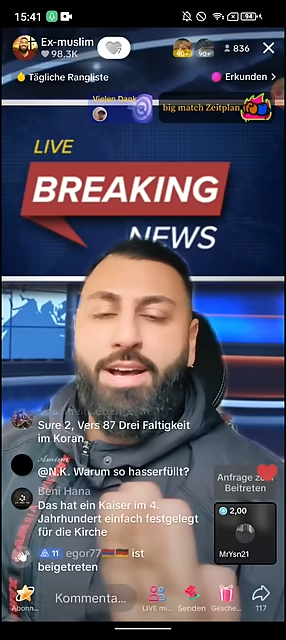 15:41
94
Ex-muslim
98.3K
836
Tägliche Rangliste
Erkunden >
Vielen Dank
big match Zeitplan
LIVE
BREAKING
NEWS
Sure 2, Vers 87 Drei Faltigkeit
im Koran
Amina
@N.K. Warum so hasserfüllt?
Beni Hana
Das hat ein Kaiser im 4.
Jahrhundert einfach festgelegt
für die Kirche
11 egor77 ist
beigetreten
Anfrage zum
Beitreten
2,00
MrYsn21
Kommenta...
Abonn...
LIVE mi...
Senden
Gesche...
117